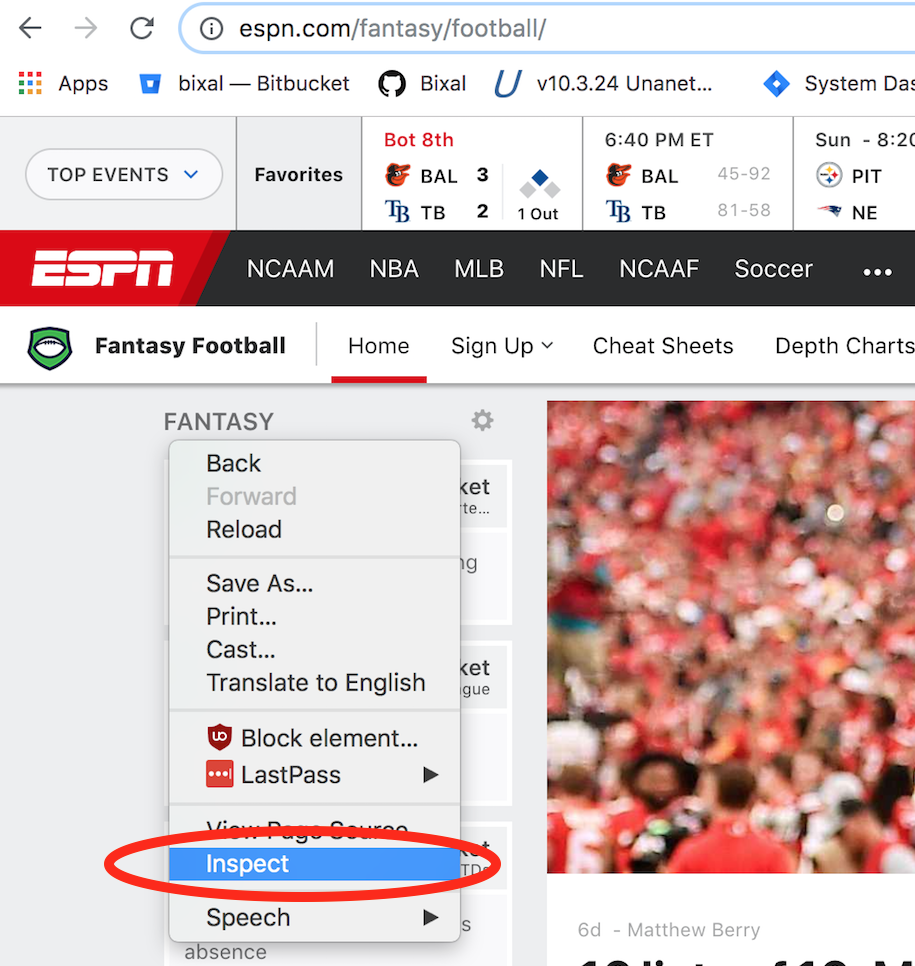 espn.com/fantasy/football/
Apps bixal — Bitbucket Bixal v10.3.24 Unanet... System Das
TOP EVENTS Favorites
Bot 8th
BAL 3
TB 2
1 Out
6:40 PM ET
BAL 45-92
TB 81-58
Sun - 8:20
PIT
NE
ESPN NCAAM NBA MLB NFL NCAAF Soccer ...
Fantasy Football Home Sign Up Cheat Sheets Depth Charts
FANTASY
Back
Forward
Reload
Save As...
Print...
Cast...
Translate to English
Block element...
LastPass
View Page Source
Inspect
Speech
absence
ket
rte...
ng
ket
gue
ket
TDs
s
6d - Matthew Berry